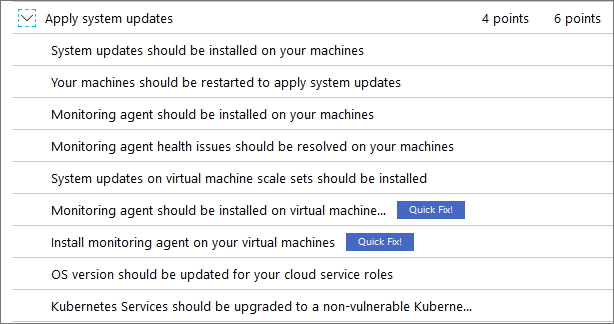 Apply system updates 4 points 6 points
System updates should be installed on your machines
Your machines should be restarted to apply system updates
Monitoring agent should be installed on your machines
Monitoring agent health issues should be resolved on your machines
System updates on virtual machine scale sets should be installed
Monitoring agent should be installed on virtual machine... Quick Fix!
Install monitoring agent on your virtual machines Quick Fix!
OS version should be updated for your cloud service roles
Kubernetes Services should be upgraded to a non-vulnerable Kuberne...